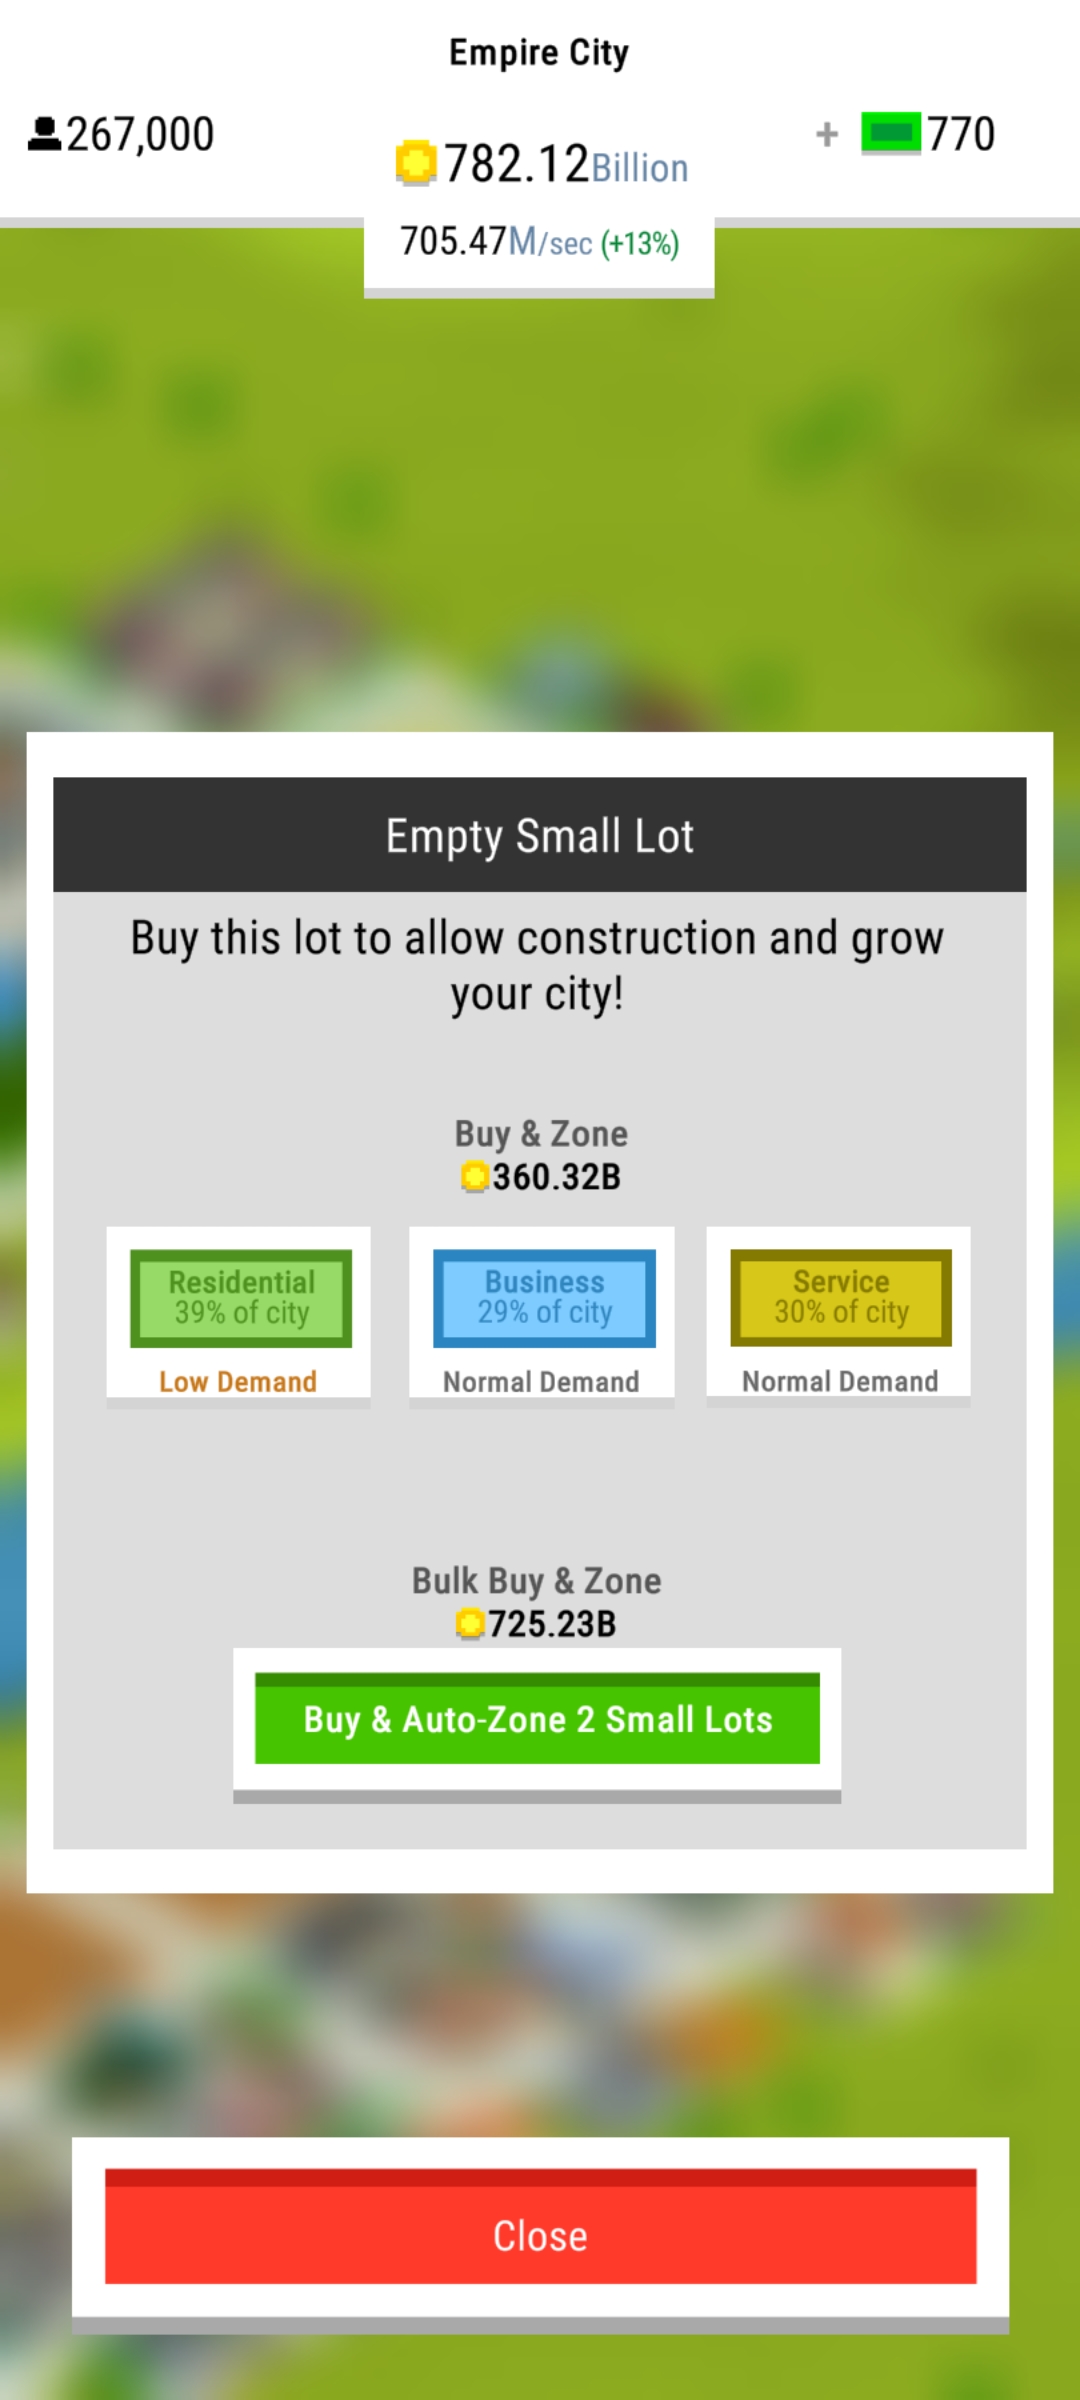 Empire City
267,000
782.12Billion
+ 770
705.47M/sec (+13%)
Empty Small Lot
Buy this lot to allow construction and grow
your city!
Buy & Zone
360.32B
Residential
39% of city
Low Demand
Business
29% of city
Normal Demand
Service
30% of city
Normal Demand
Bulk Buy & Zone
725.23B
Buy & Auto-Zone 2 Small Lots
Close